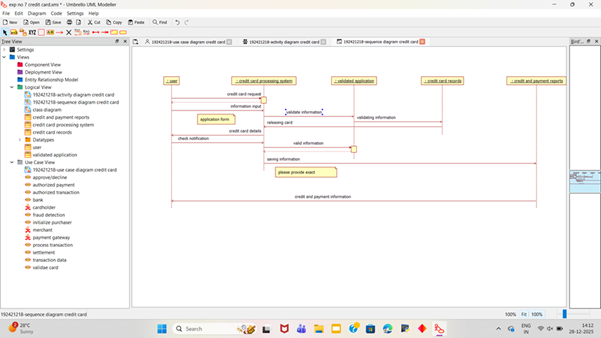 exp no 7 credit card.xmi * - Umbrello UML Modeller
File Edit Diagram Code Settings Help
New Open Save Cut Copy Paste Find
XYZ
Tree View
192421218-use case diagram credit card
192421218-activity diagram credit card
192421218-sequence diagram credit card
Settings
Views
Component View
Deployment View
Entity Relationship Model
Logical View
192421218-activity diagram credit card
192421218-sequence diagram credit card
class diagram
credit and payment reports
credit card processing system
credit card records
Datatypes
user
validated application
Use Case View
192421218-use case diagram credit card
approve/decline
authorized payment
authorized transaction
bank
cardholder
fraud detection
initialize purchaser
merchant
payment gateway
process transaction
settlement
transaction data
validae card
: user
: credit card processing system
: validated application
: credit card records
: credit and payment reports
credit card request
information input
validate information
application form
validating information
releasing card
credit card details
check notification
valid information
saving information
please provide exact
credit and payment information
192421218-sequence diagram credit card
100% Fit 100%
28°C
Sunny
Search
ENG
IN
14:12
28-12-2025